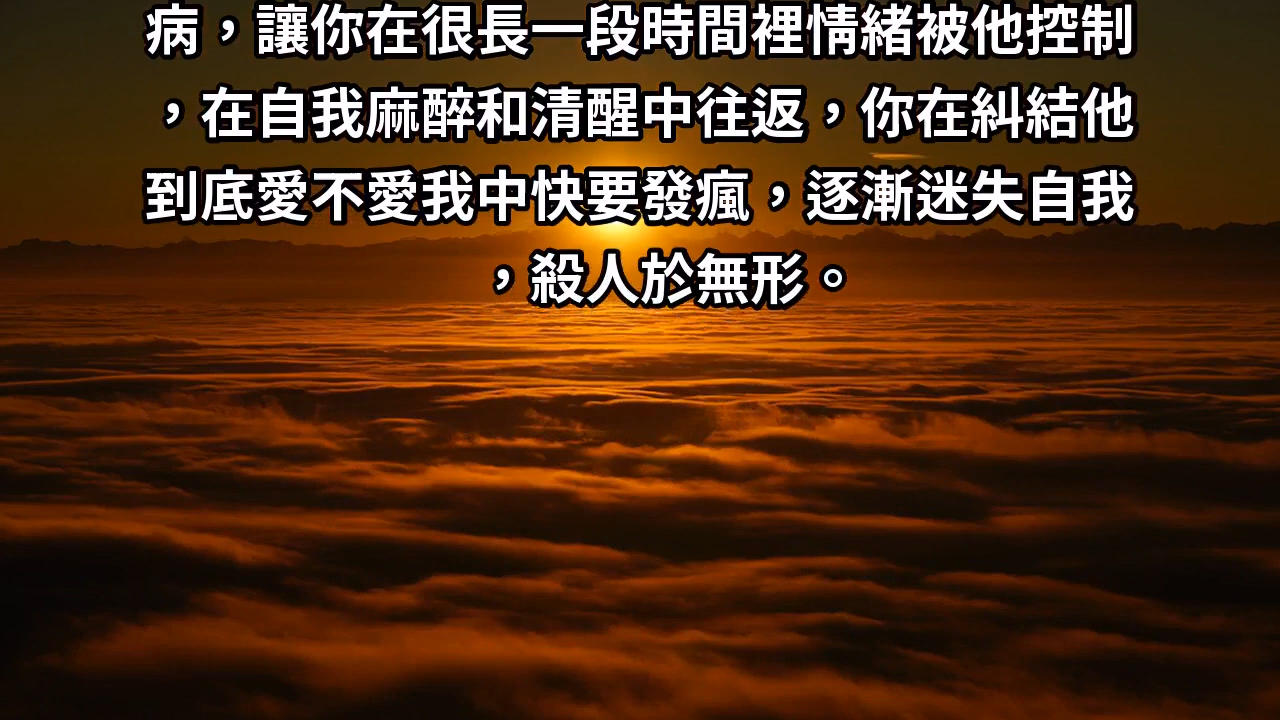 病，讓你在很長一段時間裡情緒被他控制
，在自我麻醉和清醒中往返，你在糾結他
到底愛不愛我中快要發瘋，逐漸迷失自我
，殺人於無形。